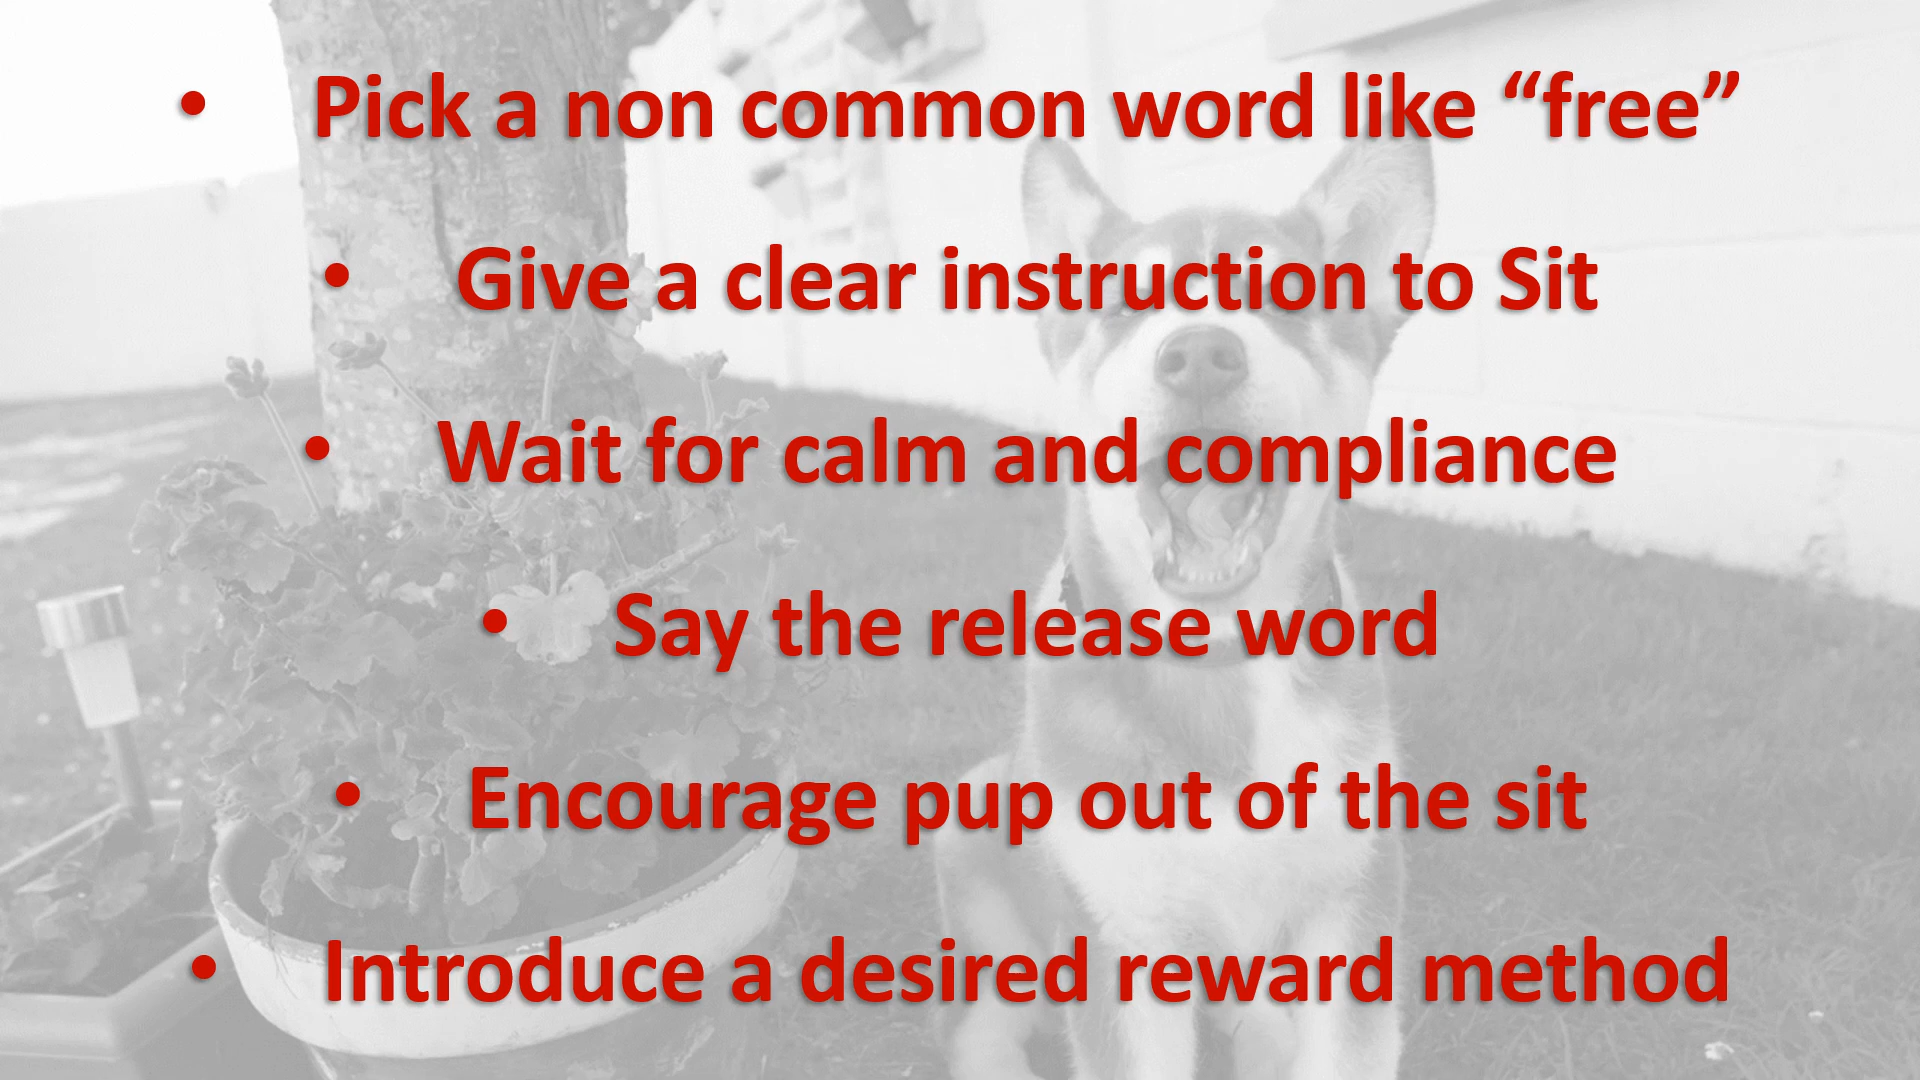 • Pick a non common word like “free”
• Give a clear instruction to Sit
• Wait for calm and compliance
• Say the release word
• Encourage pup out of the sit
• Introduce a desired reward method